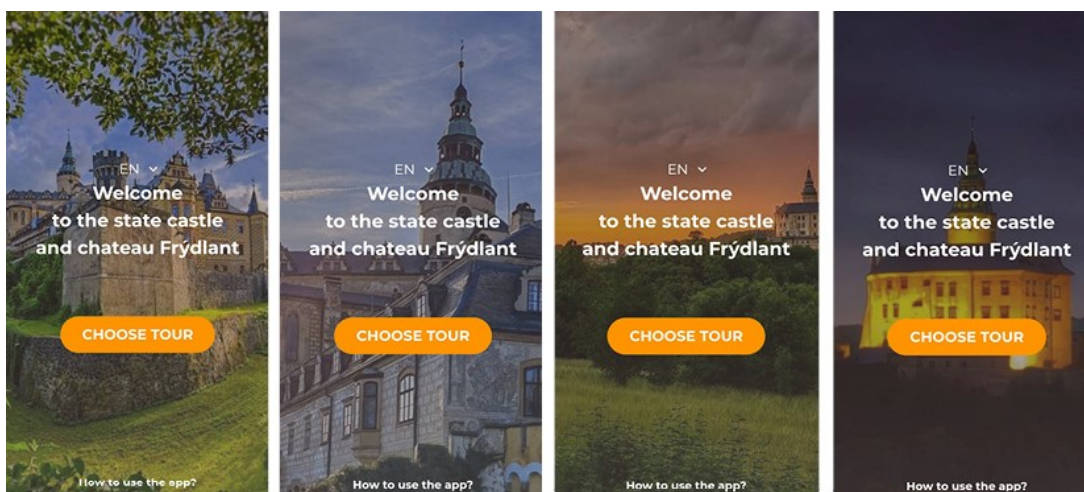 EN
Welcome
to the state castle
and chateau Frýdlant
CHOOSE TOUR
How to use the app?
EN
Welcome
to the state castle
and chateau Frýdlant
CHOOSE TOUR
How to use the app?
EN
Welcome
to the state castle
and chateau Frýdlant
CHOOSE TOUR
How to use the app?
EN
Welcome
to the state castle
and chateau Frýdlant
CHOOSE TOUR
How to use the app?